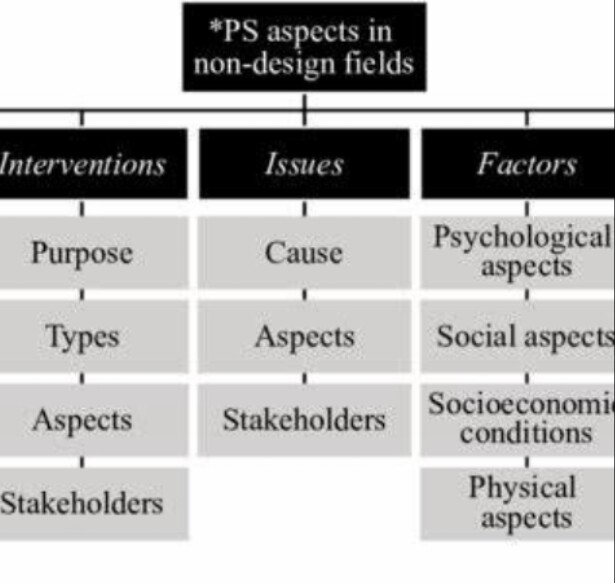 *PS aspects in
non-design fields
Interventions
Issues
Factors
Purpose
Cause
Psychological
aspects
Types
Aspects
Social aspects
Aspects
Stakeholders
Socioeconomi
conditions
Stakeholders
Physical
aspects